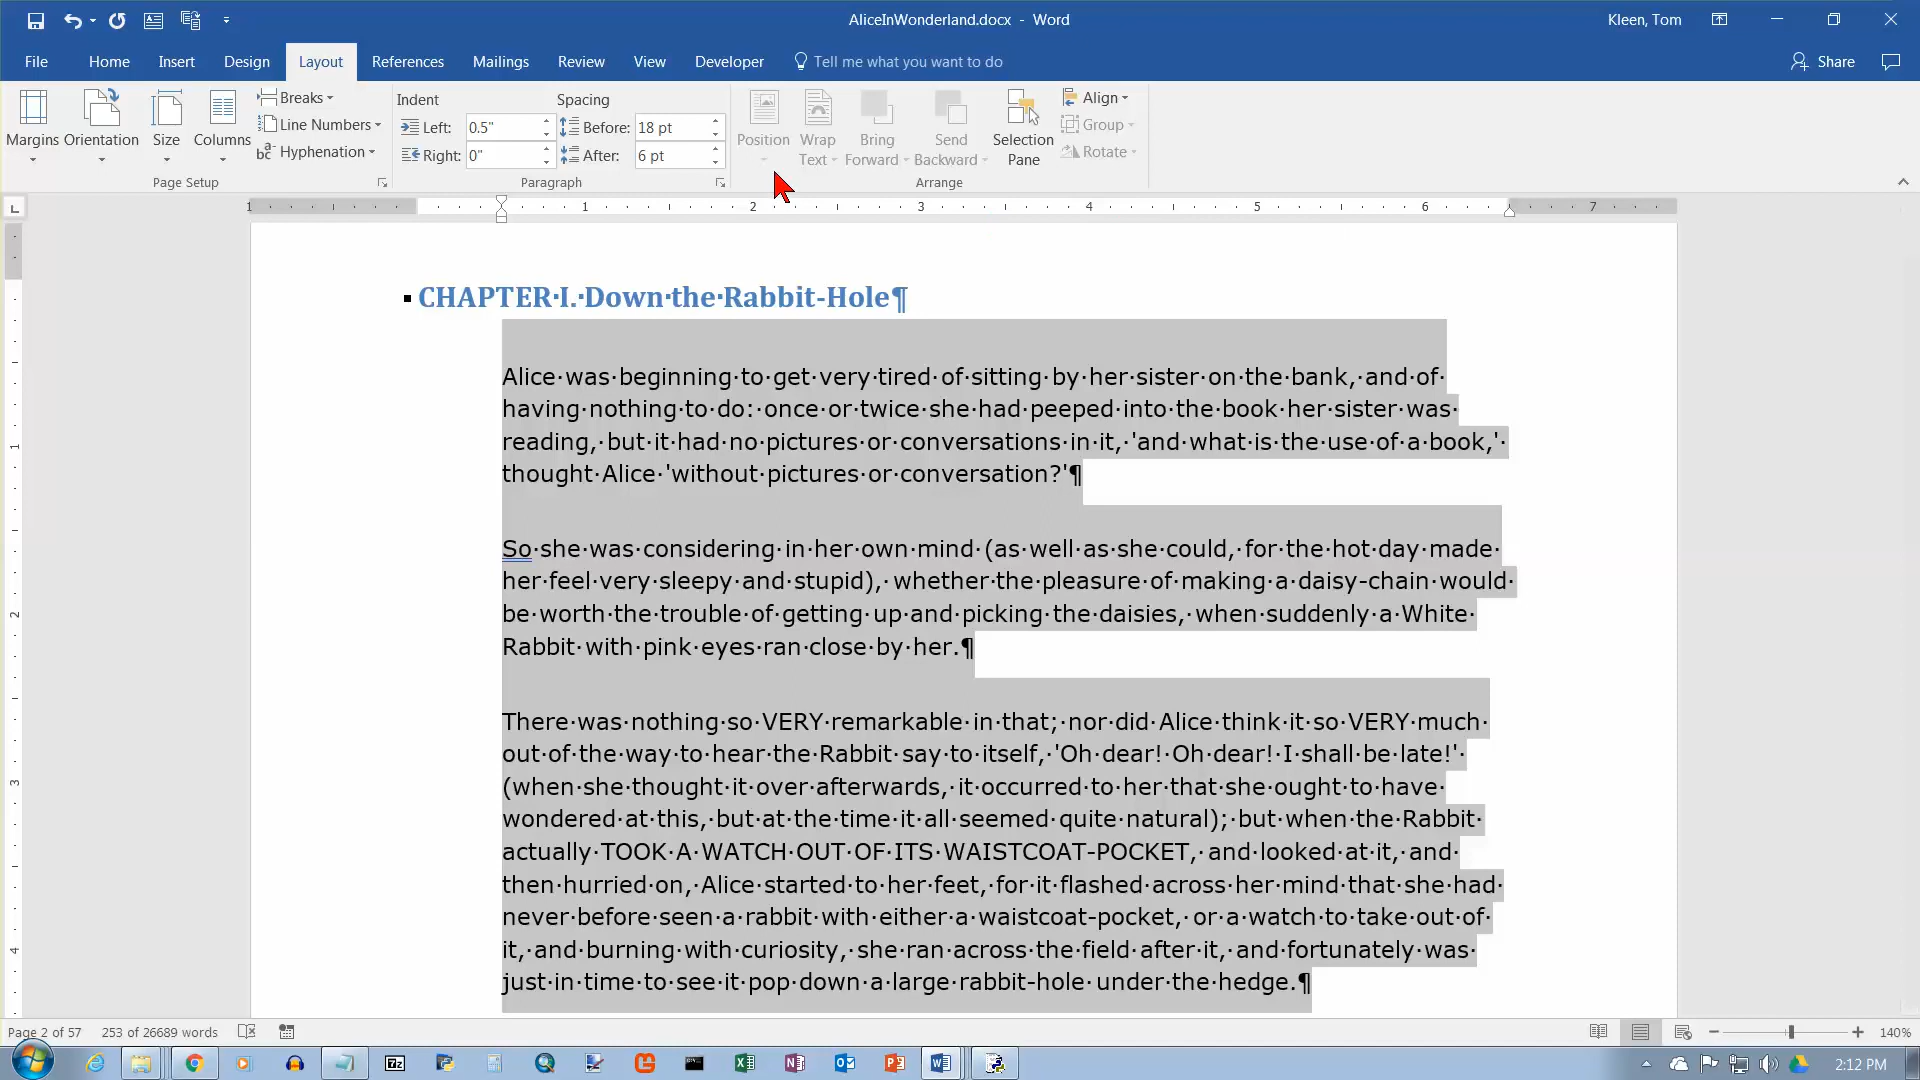 AliceInWonderland.docx - Word
Kleen, Tom
File Home Insert Design Layout References Mailings Review View Developer Tell me what you want to do Share
Margins
Orientation
Size
Columns
Breaks
Line Numbers
Hyphenation
Page Setup
Indent
Left: 0.5"
Right: 0"
Spacing
Before: 18 pt
After: 6 pt
Paragraph
Position
Wrap
Text
Bring
Forward
Send
Backward
Selection
Pane
Align
Group
Rotate
Arrange
1 1 2 3 4 5 6 7
CHAPTER·I.·Down·the·Rabbit-Hole¶
Alice·was·beginning·to·get·very·tired·of·sitting·by·her·sister·on·the·bank,·and·of·
having·nothing·to·do:·once·or·twice·she·had·peeped·into·the·book·her·sister·was·
reading,·but·it·had·no·pictures·or·conversations·in·it,·'and·what·is·the·use·of·a·book,'·
thought·Alice·'without·pictures·or·conversation?'¶
So·she·was·considering·in·her·own·mind·(as·well·as·she·could,·for·the·hot·day·made·
her·feel·very·sleepy·and·stupid),·whether·the·pleasure·of·making·a·daisy-chain·would·
be·worth·the·trouble·of·getting·up·and·picking·the·daisies,·when·suddenly·a·White·
Rabbit·with·pink·eyes·ran·close·by·her.¶
There·was·nothing·so·VERY·remarkable·in·that;·nor·did·Alice·think·it·so·VERY·much·
out·of·the·way·to·hear·the·Rabbit·say·to·itself,·'Oh·dear!·Oh·dear!·I·shall·be·late!'·
(when·she·thought·it·over·afterwards,·it·occurred·to·her·that·she·ought·to·have·
wondered·at·this,·but·at·the·time·it·all·seemed·quite·natural);·but·when·the·Rabbit·
actually·TOOK·A·WATCH·OUT·OF·ITS·WAISTCOAT-POCKET,·and·looked·at·it,·and·
then·hurried·on,·Alice·started·to·her·feet,·for·it·flashed·across·her·mind·that·she·had·
never·before·seen·a·rabbit·with·either·a·waistcoat-pocket,·or·a·watch·to·take·out·of·
it,·and·burning·with·curiosity,·she·ran·across·the·field·after·it,·and·fortunately·was·
just·in·time·to·see·it·pop·down·a·large·rabbit-hole·under·the·hedge.¶
1
2
3
4
Page 2 of 57 253 of 26689 words 140%
7z
2:12 PM